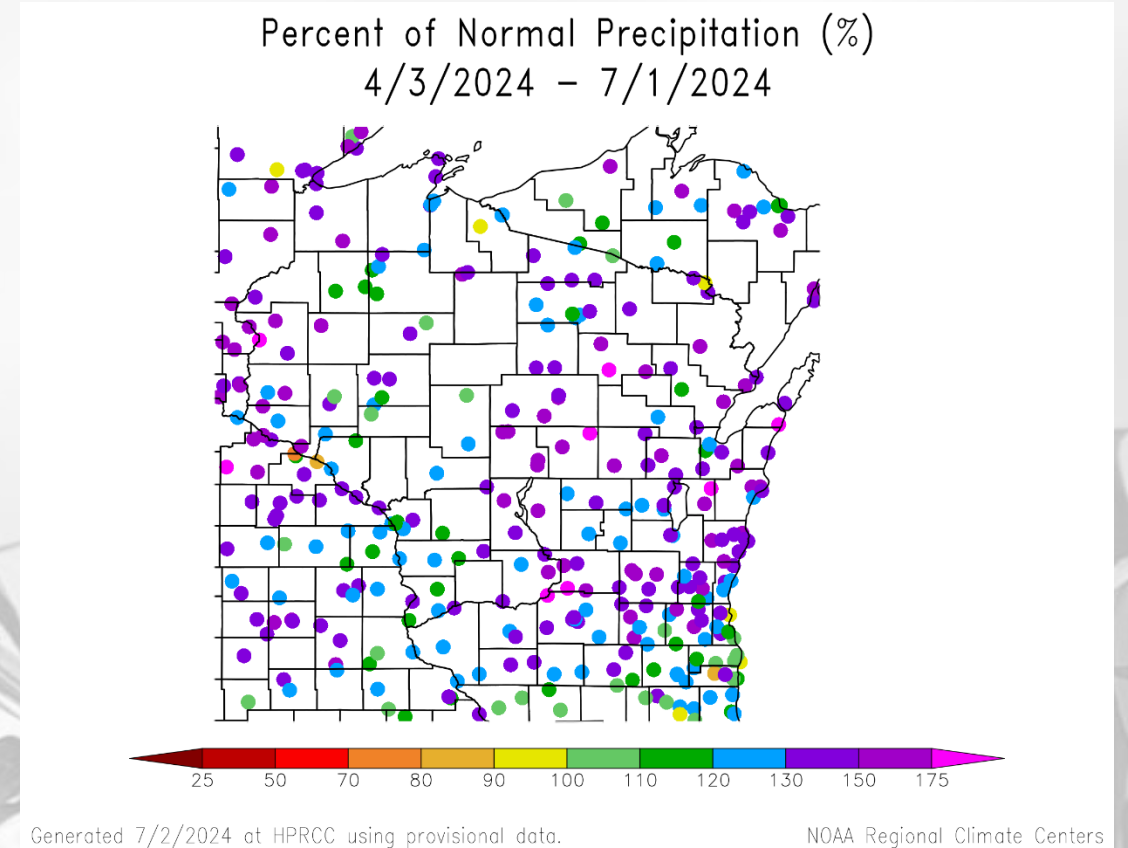 Percent of Normal Precipitation (%)
4/3/2024 – 7/1/2024
25 50 70 80 90 100 110 120 130 150 175
Generated 7/2/2024 at HPRCC using provisional data.
NOAA Regional Climate Centers